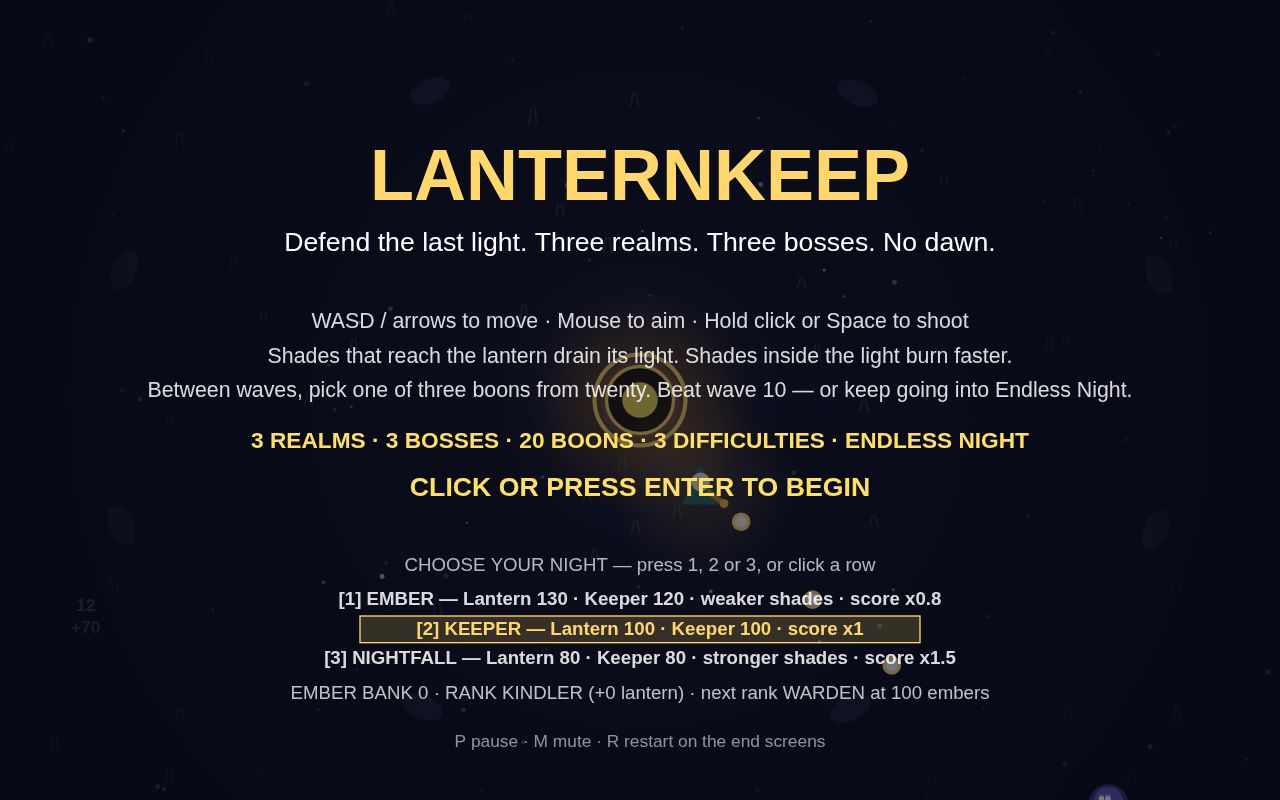 LANTERNKEEP
Defend the last light. Three realms. Three bosses. No dawn.
WASD / arrows to move · Mouse to aim · Hold click or Space to shoot
Shades that reach the lantern drain its light. Shades inside the light burn faster.
Between waves, pick one of three boons from twenty. Beat wave 10 — or keep going into Endless Night.
3 REALMS · 3 BOSSES · 20 BOONS · 3 DIFFICULTIES · ENDLESS NIGHT
CLICK OR PRESS ENTER TO BEGIN
CHOOSE YOUR NIGHT — press 1, 2 or 3, or click a row
[1] EMBER — Lantern 130 · Keeper 120 · weaker shades · score x0.8
12
[2] KEEPER — Lantern 100 · Keeper 100 · score x1
+70
[3] NIGHTFALL — Lantern 80 · Keeper 80 · stronger shades · score x1.5
EMBER BANK 0 · RANK KINDLER (+0 lantern) · next rank WARDEN at 100 embers
P pause · M mute · R restart on the end screens